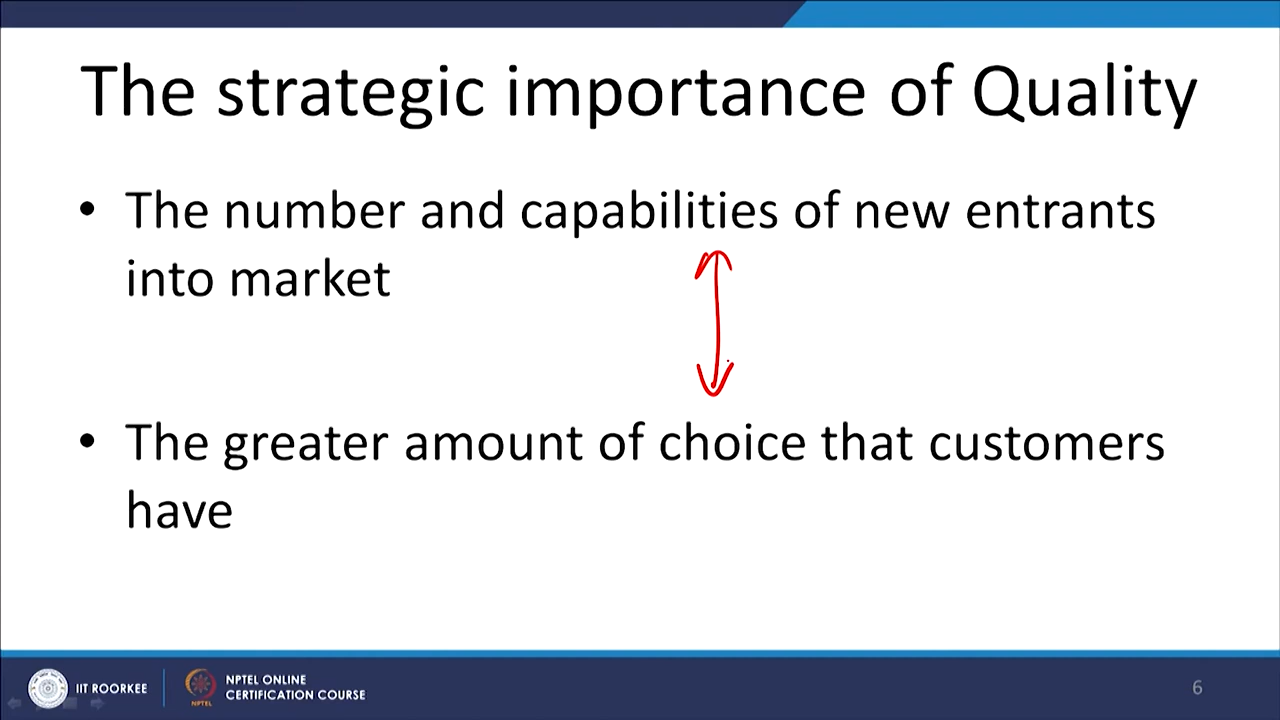 The strategic importance of Quality
• The number and capabilities of new entrants
into market
• The greater amount of choice that customers
have
IIT ROORKEE
NPTEL
NPTEL ONLINE
CERTIFICATION COURSE
6